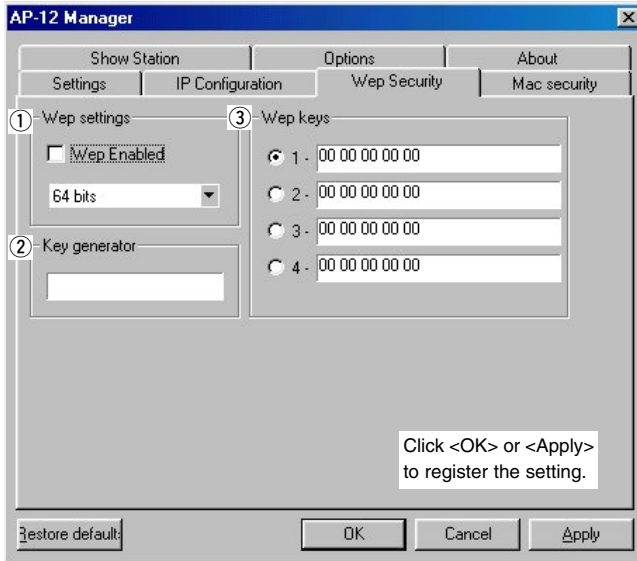 AP-12 Manager
Show Station Options About
Settings IP Configuration Wep Security Mac security
① Wep settings
Wep Enabled
64 bits
② Key generator
③ Wep keys
1 - 00 00 00 00 00
2 - 00 00 00 00 00
3 - 00 00 00 00 00
4 - 00 00 00 00 00
Click <OK> or <Apply>
to register the setting.
Restore default: OK Cancel Apply